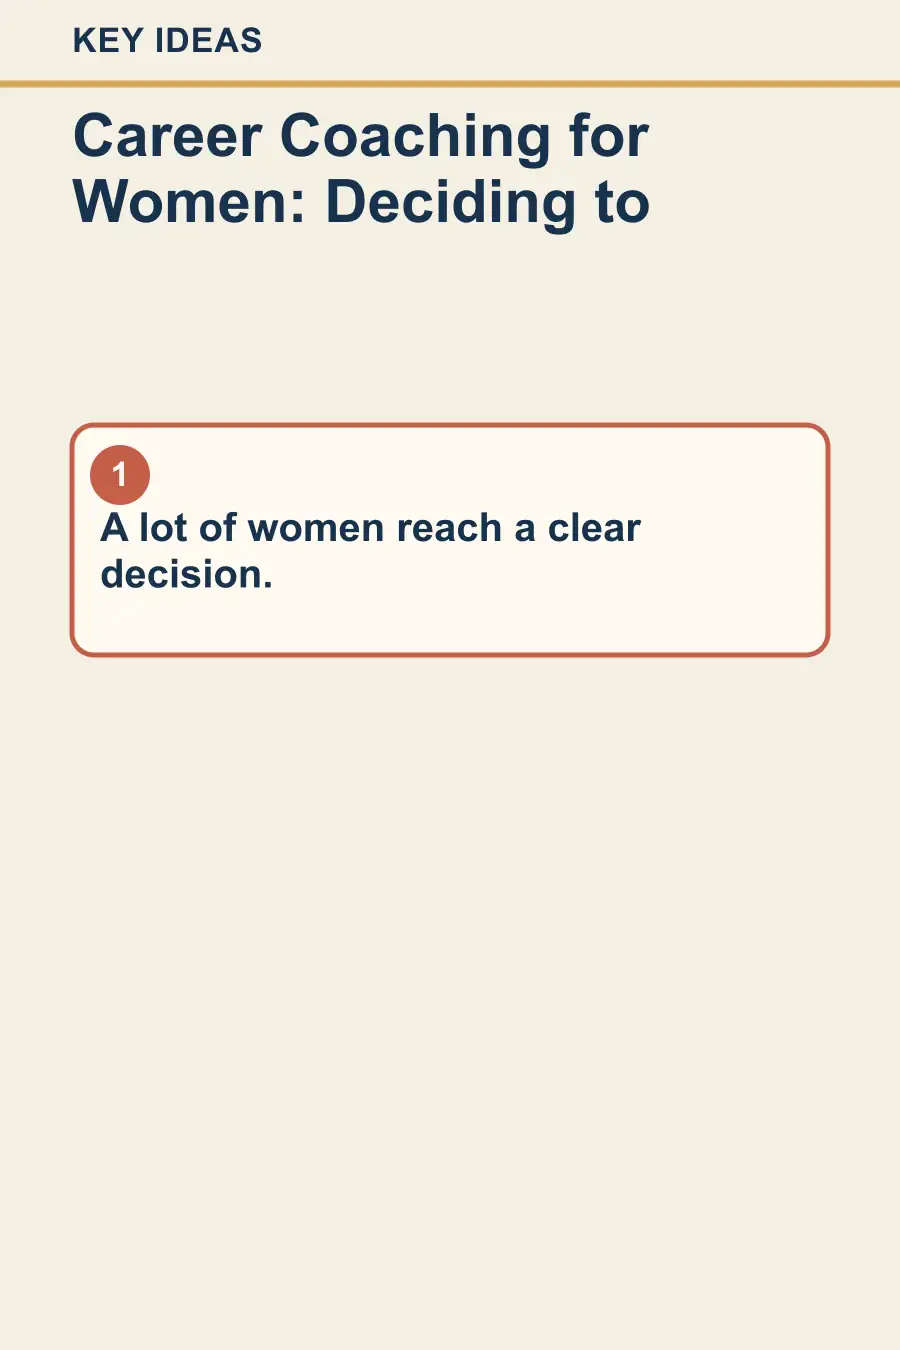 KEY IDEAS
Career Coaching for
Women: Deciding to
1
A lot of women reach a clear
decision.